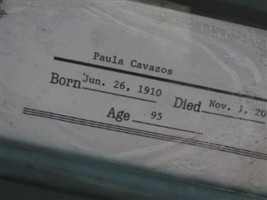 Paula Cavazos
Born Jun. 26, 1910 Died Nov. 1, 20
Age 95